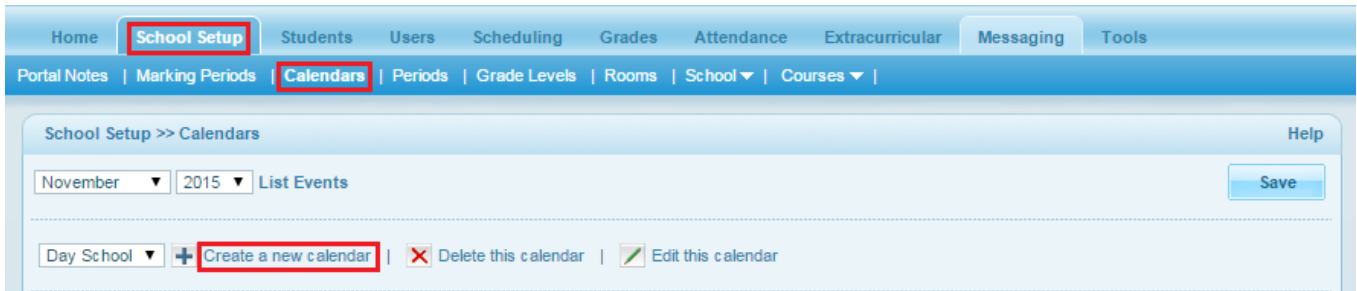 Home School Setup Students Users Scheduling Grades Attendance Extracurricular Messaging Tools
Portal Notes | Marking Periods | Calendars | Periods | Grade Levels | Rooms | School | Courses |
School Setup >> Calendars Help
November 2015 List Events Save
Day School Create a new calendar | Delete this calendar | Edit this calendar